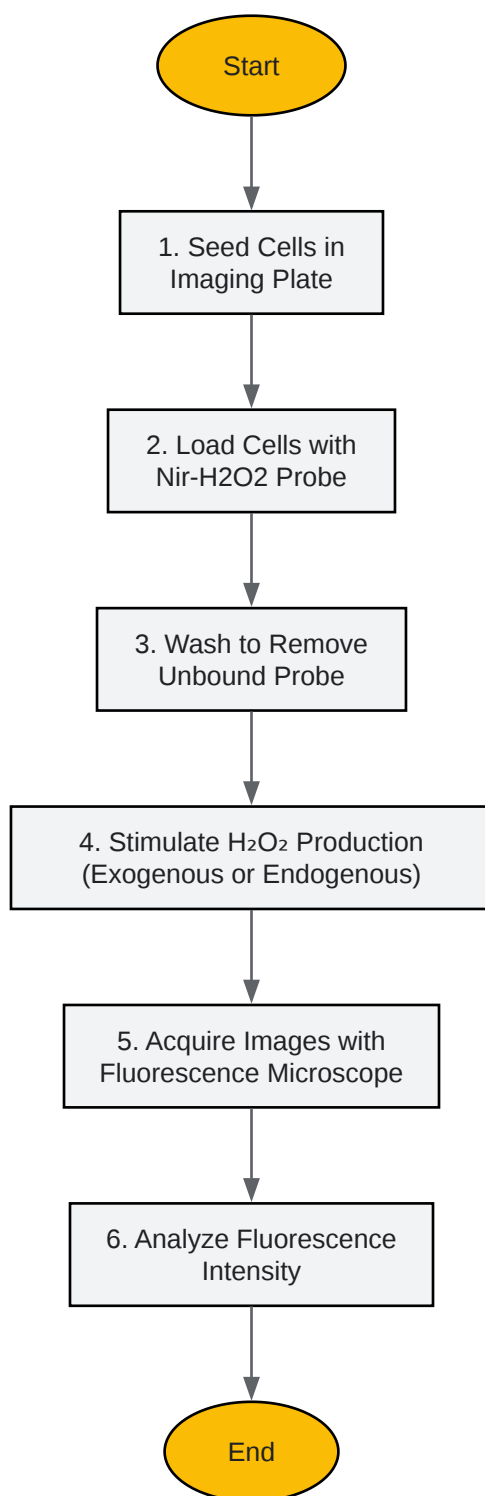 Start
1. Seed Cells in
Imaging Plate
2. Load Cells with
Nir-H2O2 Probe
3. Wash to Remove
Unbound Probe
4. Stimulate H₂O₂ Production
(Exogenous or Endogenous)
5. Acquire Images with
Fluorescence Microscope
6. Analyze Fluorescence
Intensity
End